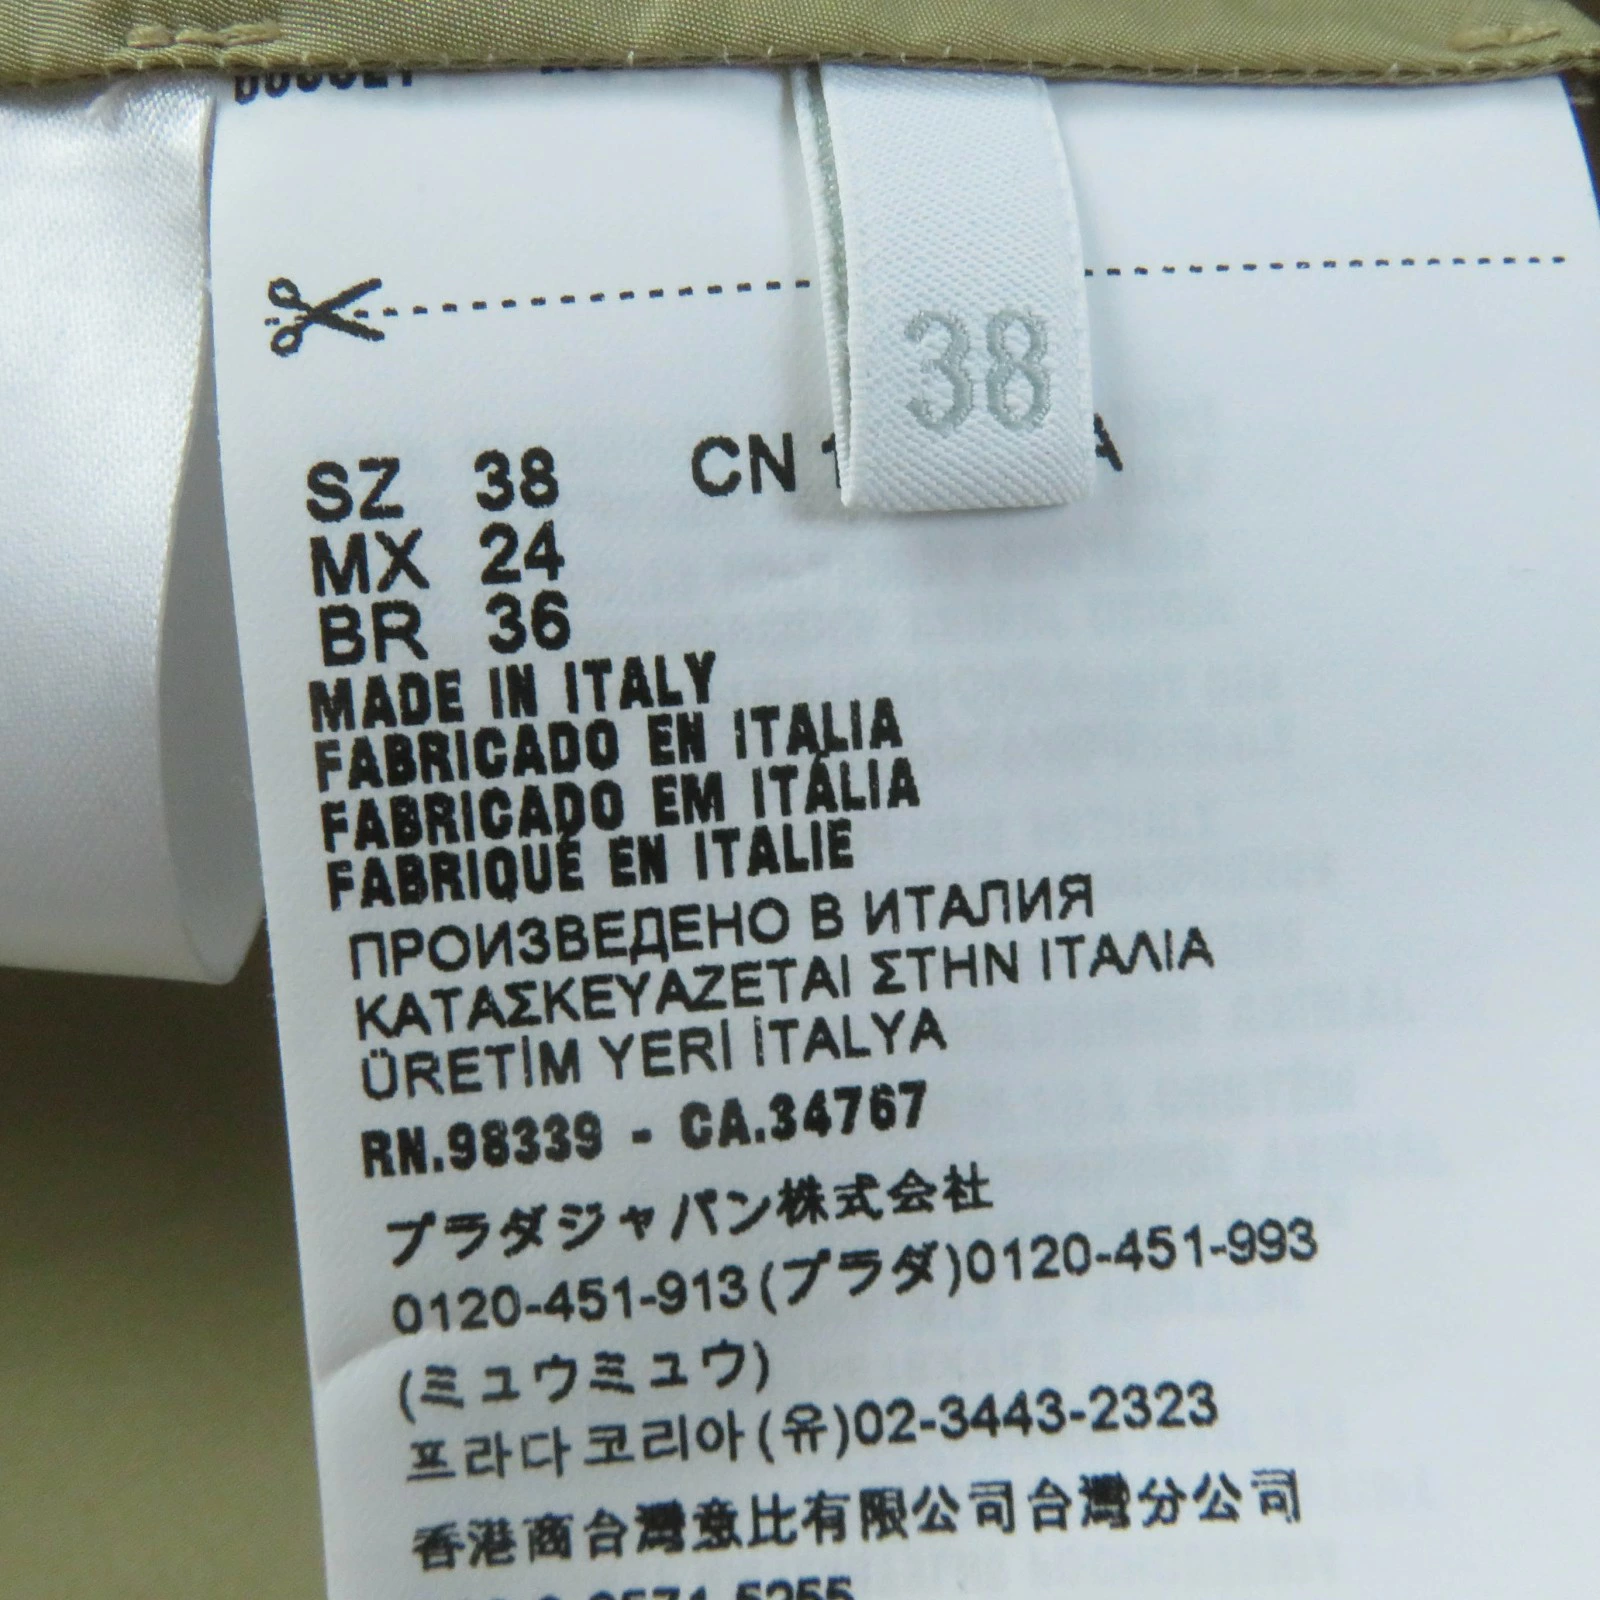 38
SZ 38 CN 1 A
MX 24
BR 36
MADE IN ITALY
FABRICADO EN ITALIA
FABRICADO EM ITÁLIA
FABRIQUÉ EN ITALIE
ПРОИЗВЕДЕНО В ИТАЛИЯ
ΚΑΤΑΣΚΕΥΑΖΕΤΑΙ ΣΤΗΝ ΙΤΑΛΙΑ
ÜRETİM YERİ İTALYA
RN.98339 - CA.34767
プラダジャパン株式会社
0120-451-913(プラダ)0120-451-993
(ミュウミュウ)
프라다코리아(유)02-3443-2323
香港商台灣意比有限公司台灣分公司